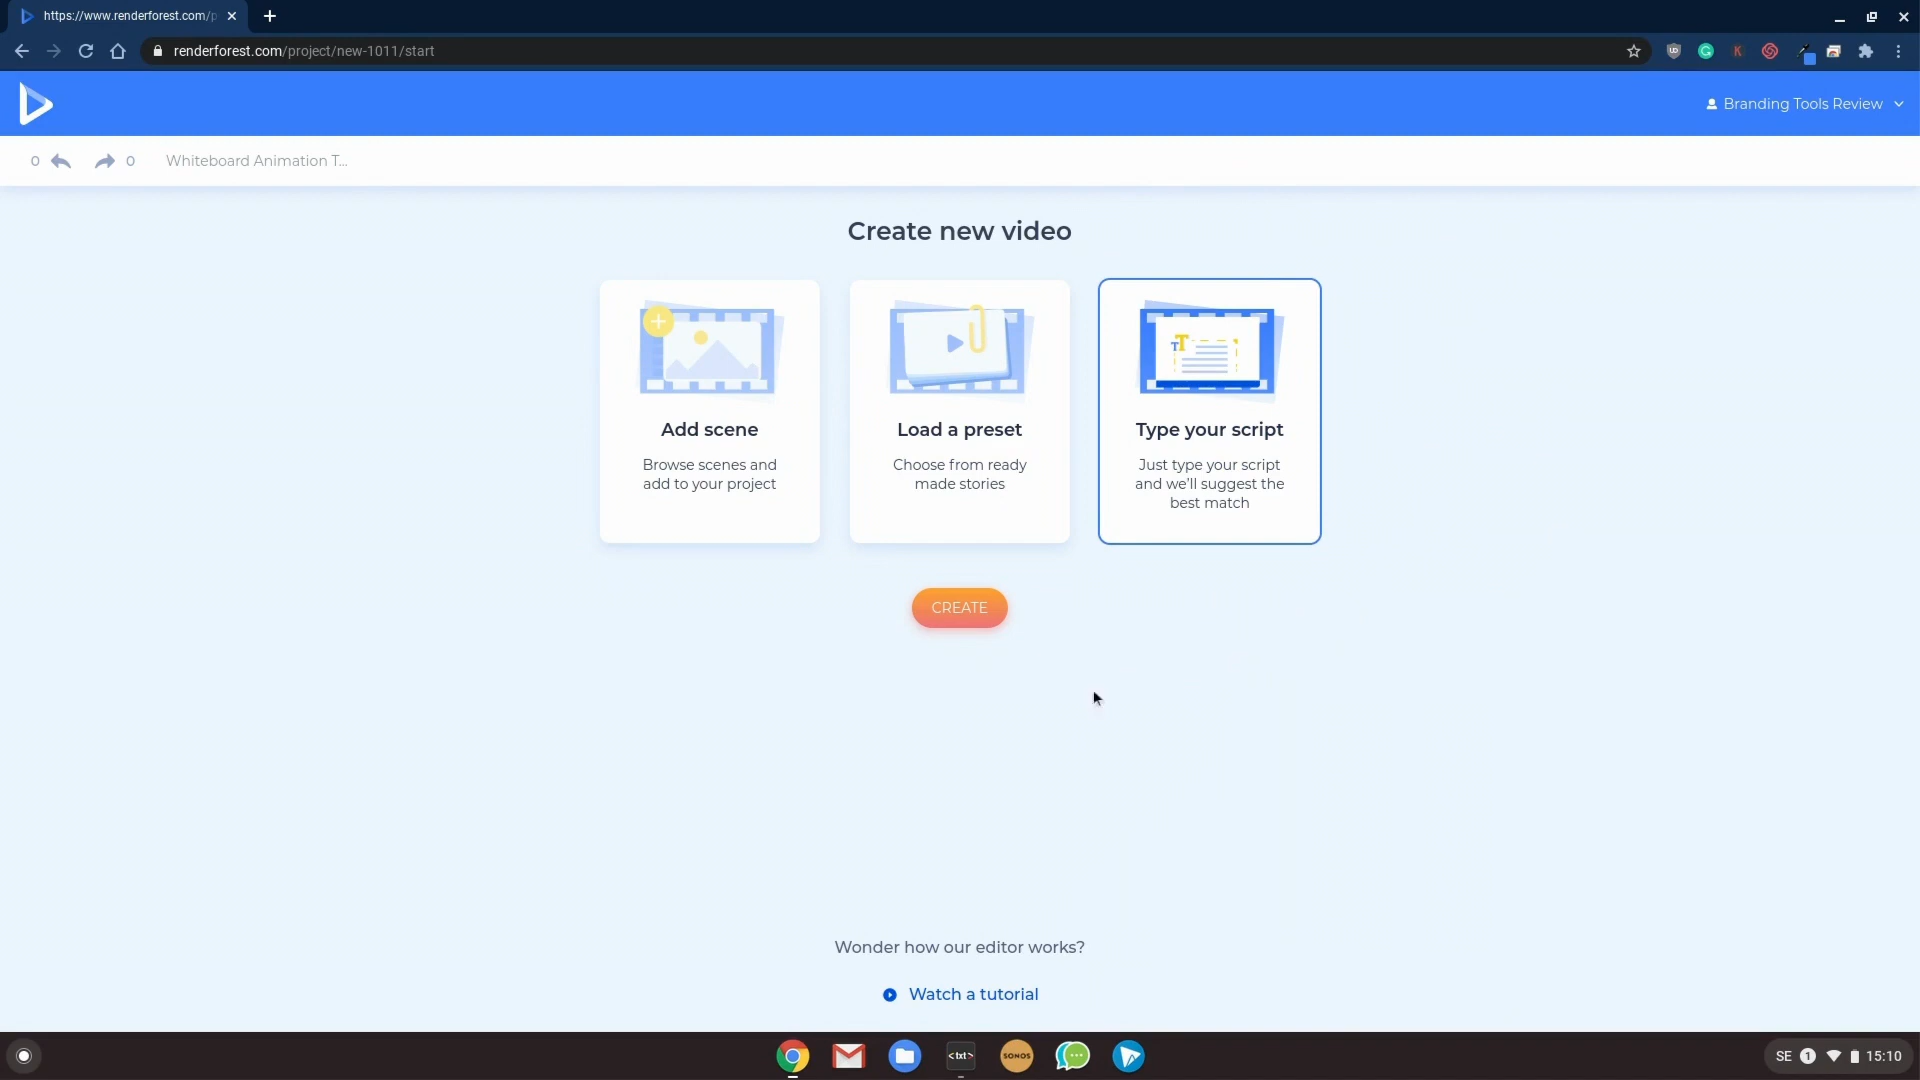 https://www.renderforest.com/p
renderforest.com/project/new-1011/start
Branding Tools Review
0 0 Whiteboard Animation T...
Create new video
Add scene
Browse scenes and
add to your project
Load a preset
Choose from ready
made stories
Type your script
Just type your script
and we'll suggest the
best match
CREATE
Wonder how our editor works?
Watch a tutorial
<txt>
SONOS
SE 1 15:10